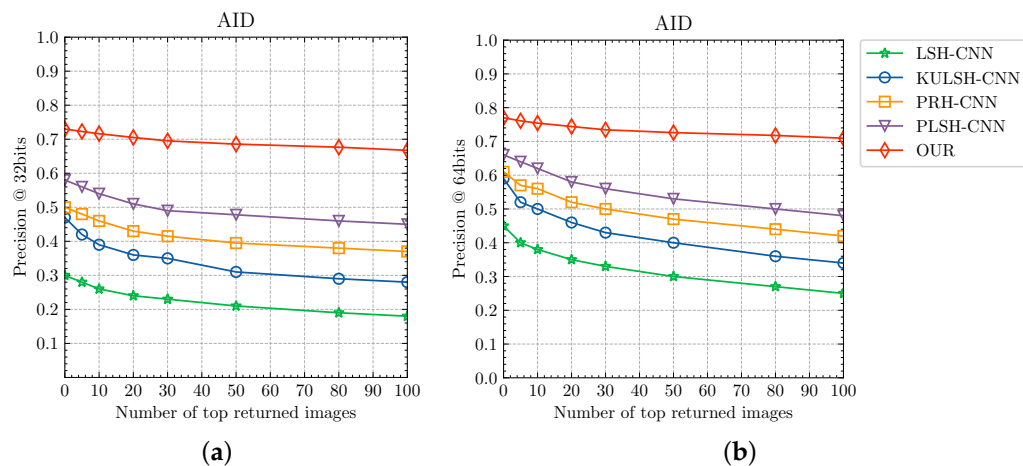 AID
1.0
0.9
0.8
0.7
0.6
0.5
0.4
0.3
0.2
0.1
Precision @ 32bits
0 10 20 30 40 50 60 70 80 90 100
Number of top returned images
(a)
AID
1.0
0.9
0.8
0.7
0.6
0.5
0.4
0.3
0.2
0.1
0.0
Precision @ 64bits
0 10 20 30 40 50 60 70 80 90 100
Number of top returned images
(b)
LSH-CNN
KULSH-CNN
PRH-CNN
PLSH-CNN
OUR